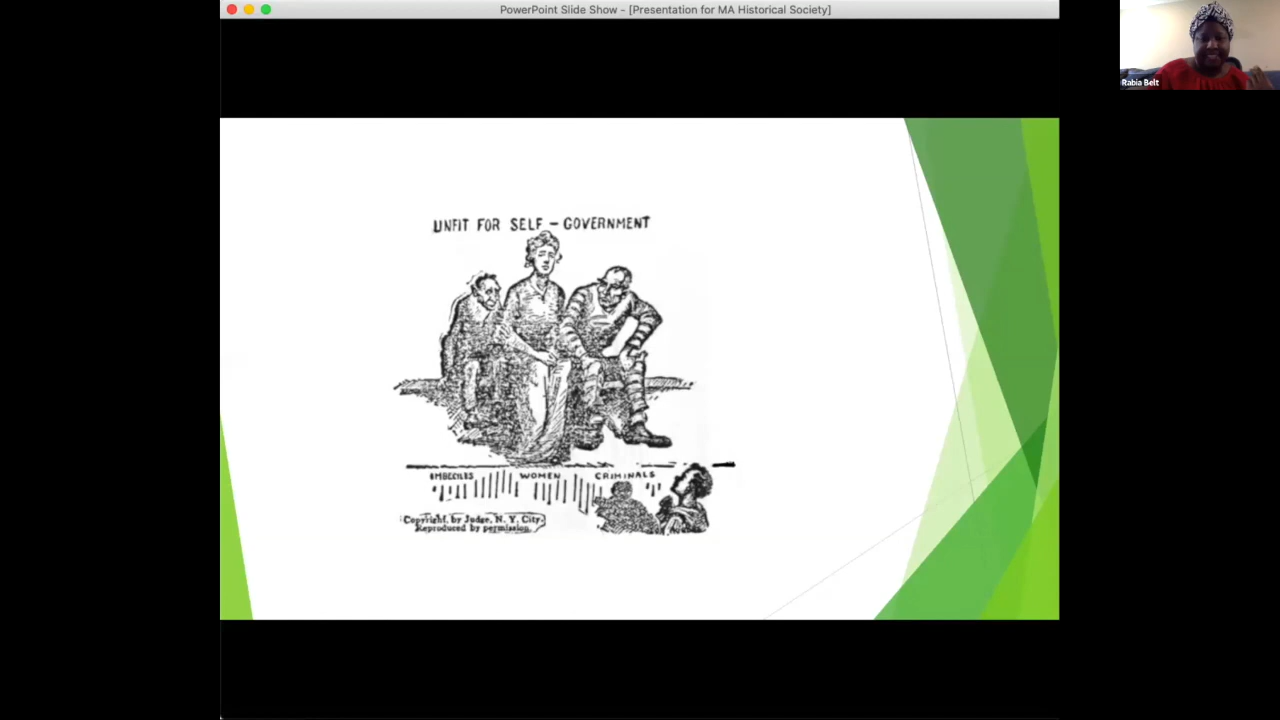 PowerPoint Slide Show - [Presentation for MA Historical Society]
Rabia Belt
UNFIT FOR SELF - GOVERNMENT
IMBECILES WOMEN CRIMINALS
Copyright, by Judge, N. Y. City.
Reproduced by permission.